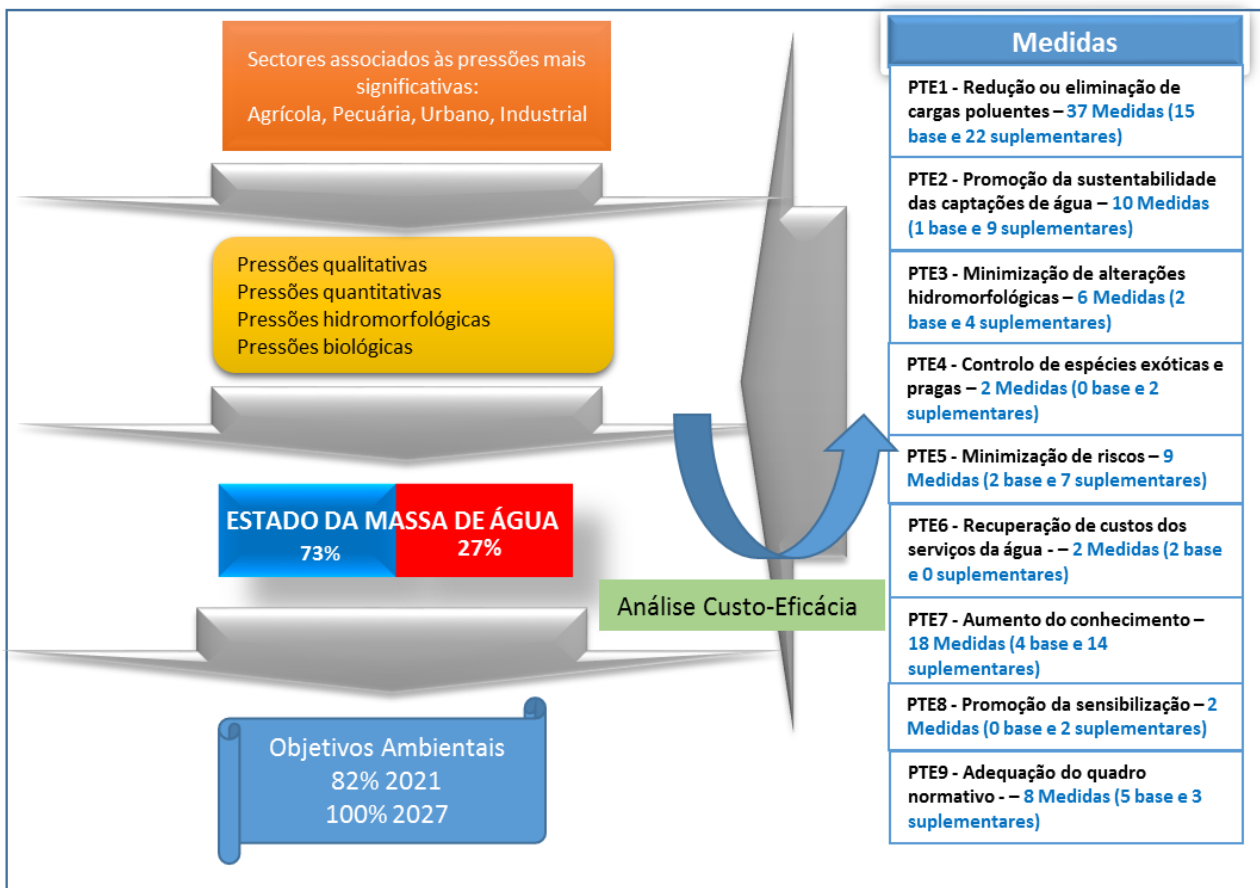 Sectores associados às pressões mais
significativas:
Agrícola, Pecuária, Urbano, Industrial
Pressões qualitativas
Pressões quantitativas
Pressões hidromorfológicas
Pressões biológicas
ESTADO DA MASSA DE ÁGUA
73%
27%
Análise Custo-Eficácia
Objetivos Ambientais
82% 2021
100% 2027
Medidas
PTE1 - Redução ou eliminação de
cargas poluentes – 37 Medidas (15
base e 22 suplementares)
PTE2 - Promoção da sustentabilidade
das captações de água – 10 Medidas
(1 base e 9 suplementares)
PTE3 - Minimização de alterações
hidromorfológicas – 6 Medidas (2
base e 4 suplementares)
PTE4 - Controlo de espécies exóticas e
pragas – 2 Medidas (0 base e 2
suplementares)
PTE5 - Minimização de riscos – 9
Medidas (2 base e 7 suplementares)
PTE6 - Recuperação de custos dos
serviços da água - – 2 Medidas (2 base
e 0 suplementares)
PTE7 - Aumento do conhecimento –
18 Medidas (4 base e 14
suplementares)
PTE8 - Promoção da sensibilização – 2
Medidas (0 base e 2 suplementares)
PTE9 - Adequação do quadro
normativo - – 8 Medidas (5 base e 3
suplementares)